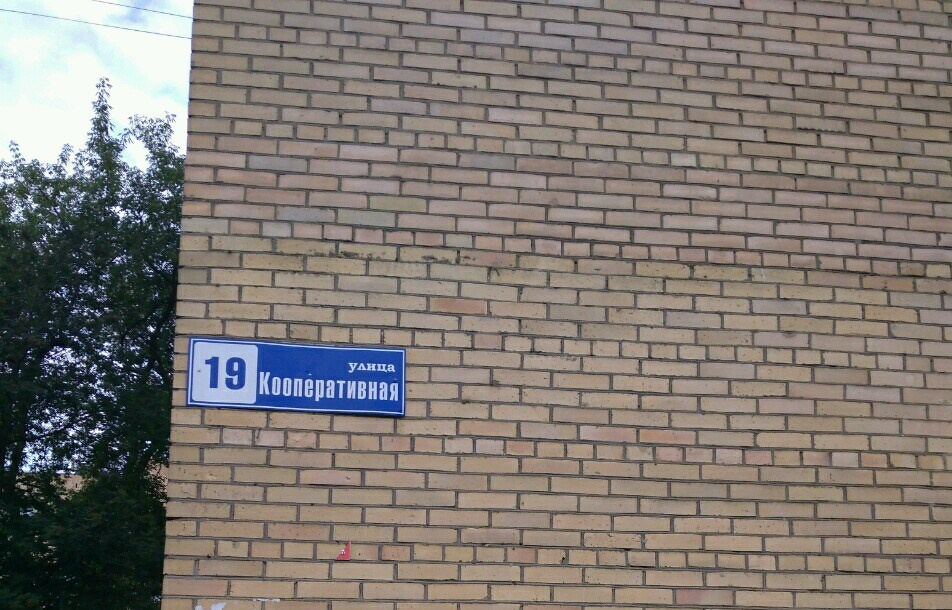 19
улица
Кооперативная